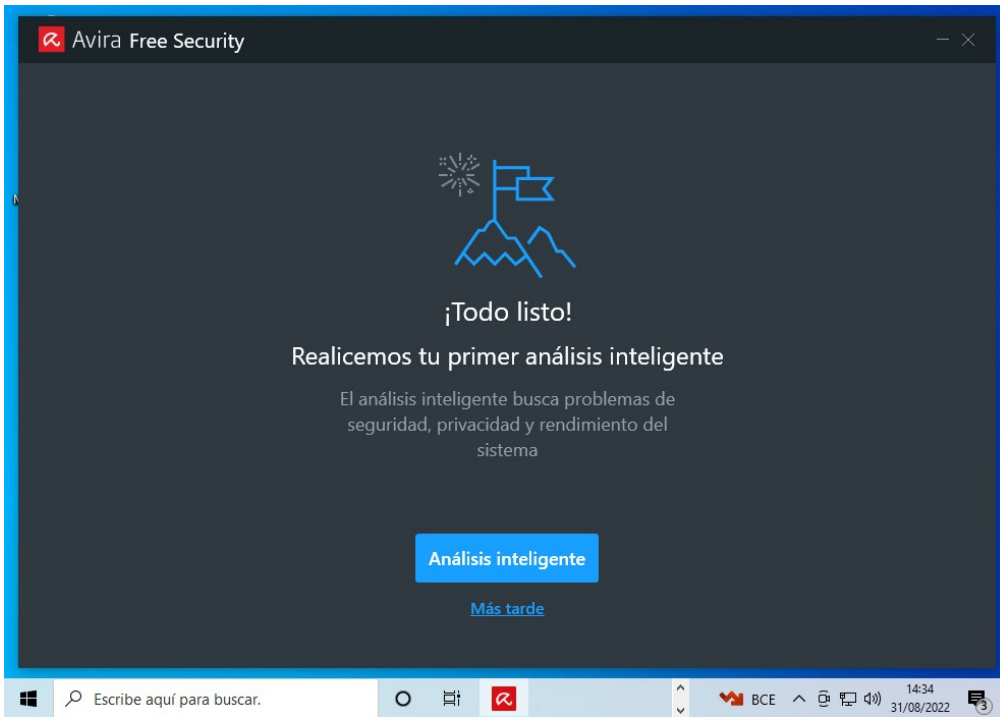 Avira Free Security
¡Todo listo!
Realicemos tu primer análisis inteligente
El análisis inteligente busca problemas de
seguridad, privacidad y rendimiento del
sistema
Análisis inteligente
Más tarde
Escribe aquí para buscar.
BCE
14:34
31/08/2022
3